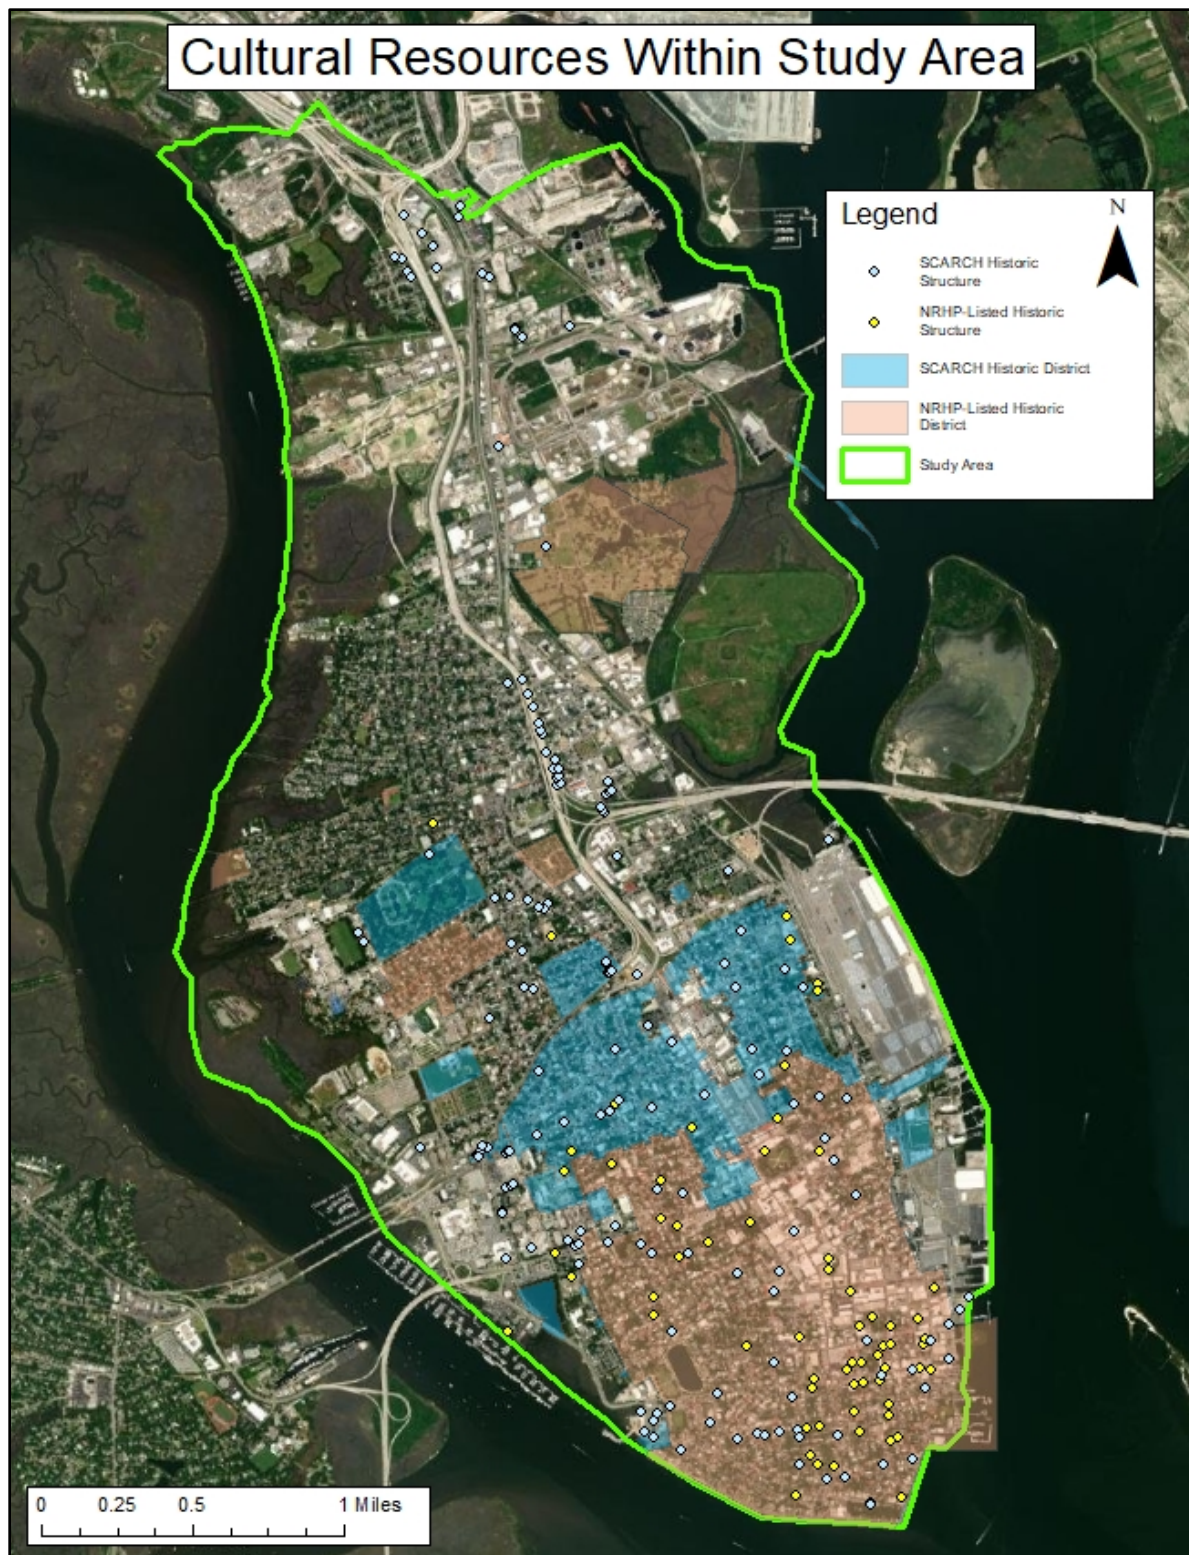 Cultural Resources Within Study Area
Legend
N
SCARCH Historic
Structure
NRHP-Listed Historic
Structure
SCARCH Historic District
NRHP-Listed Historic
District
Study Area
0 0.25 0.5 1 Miles